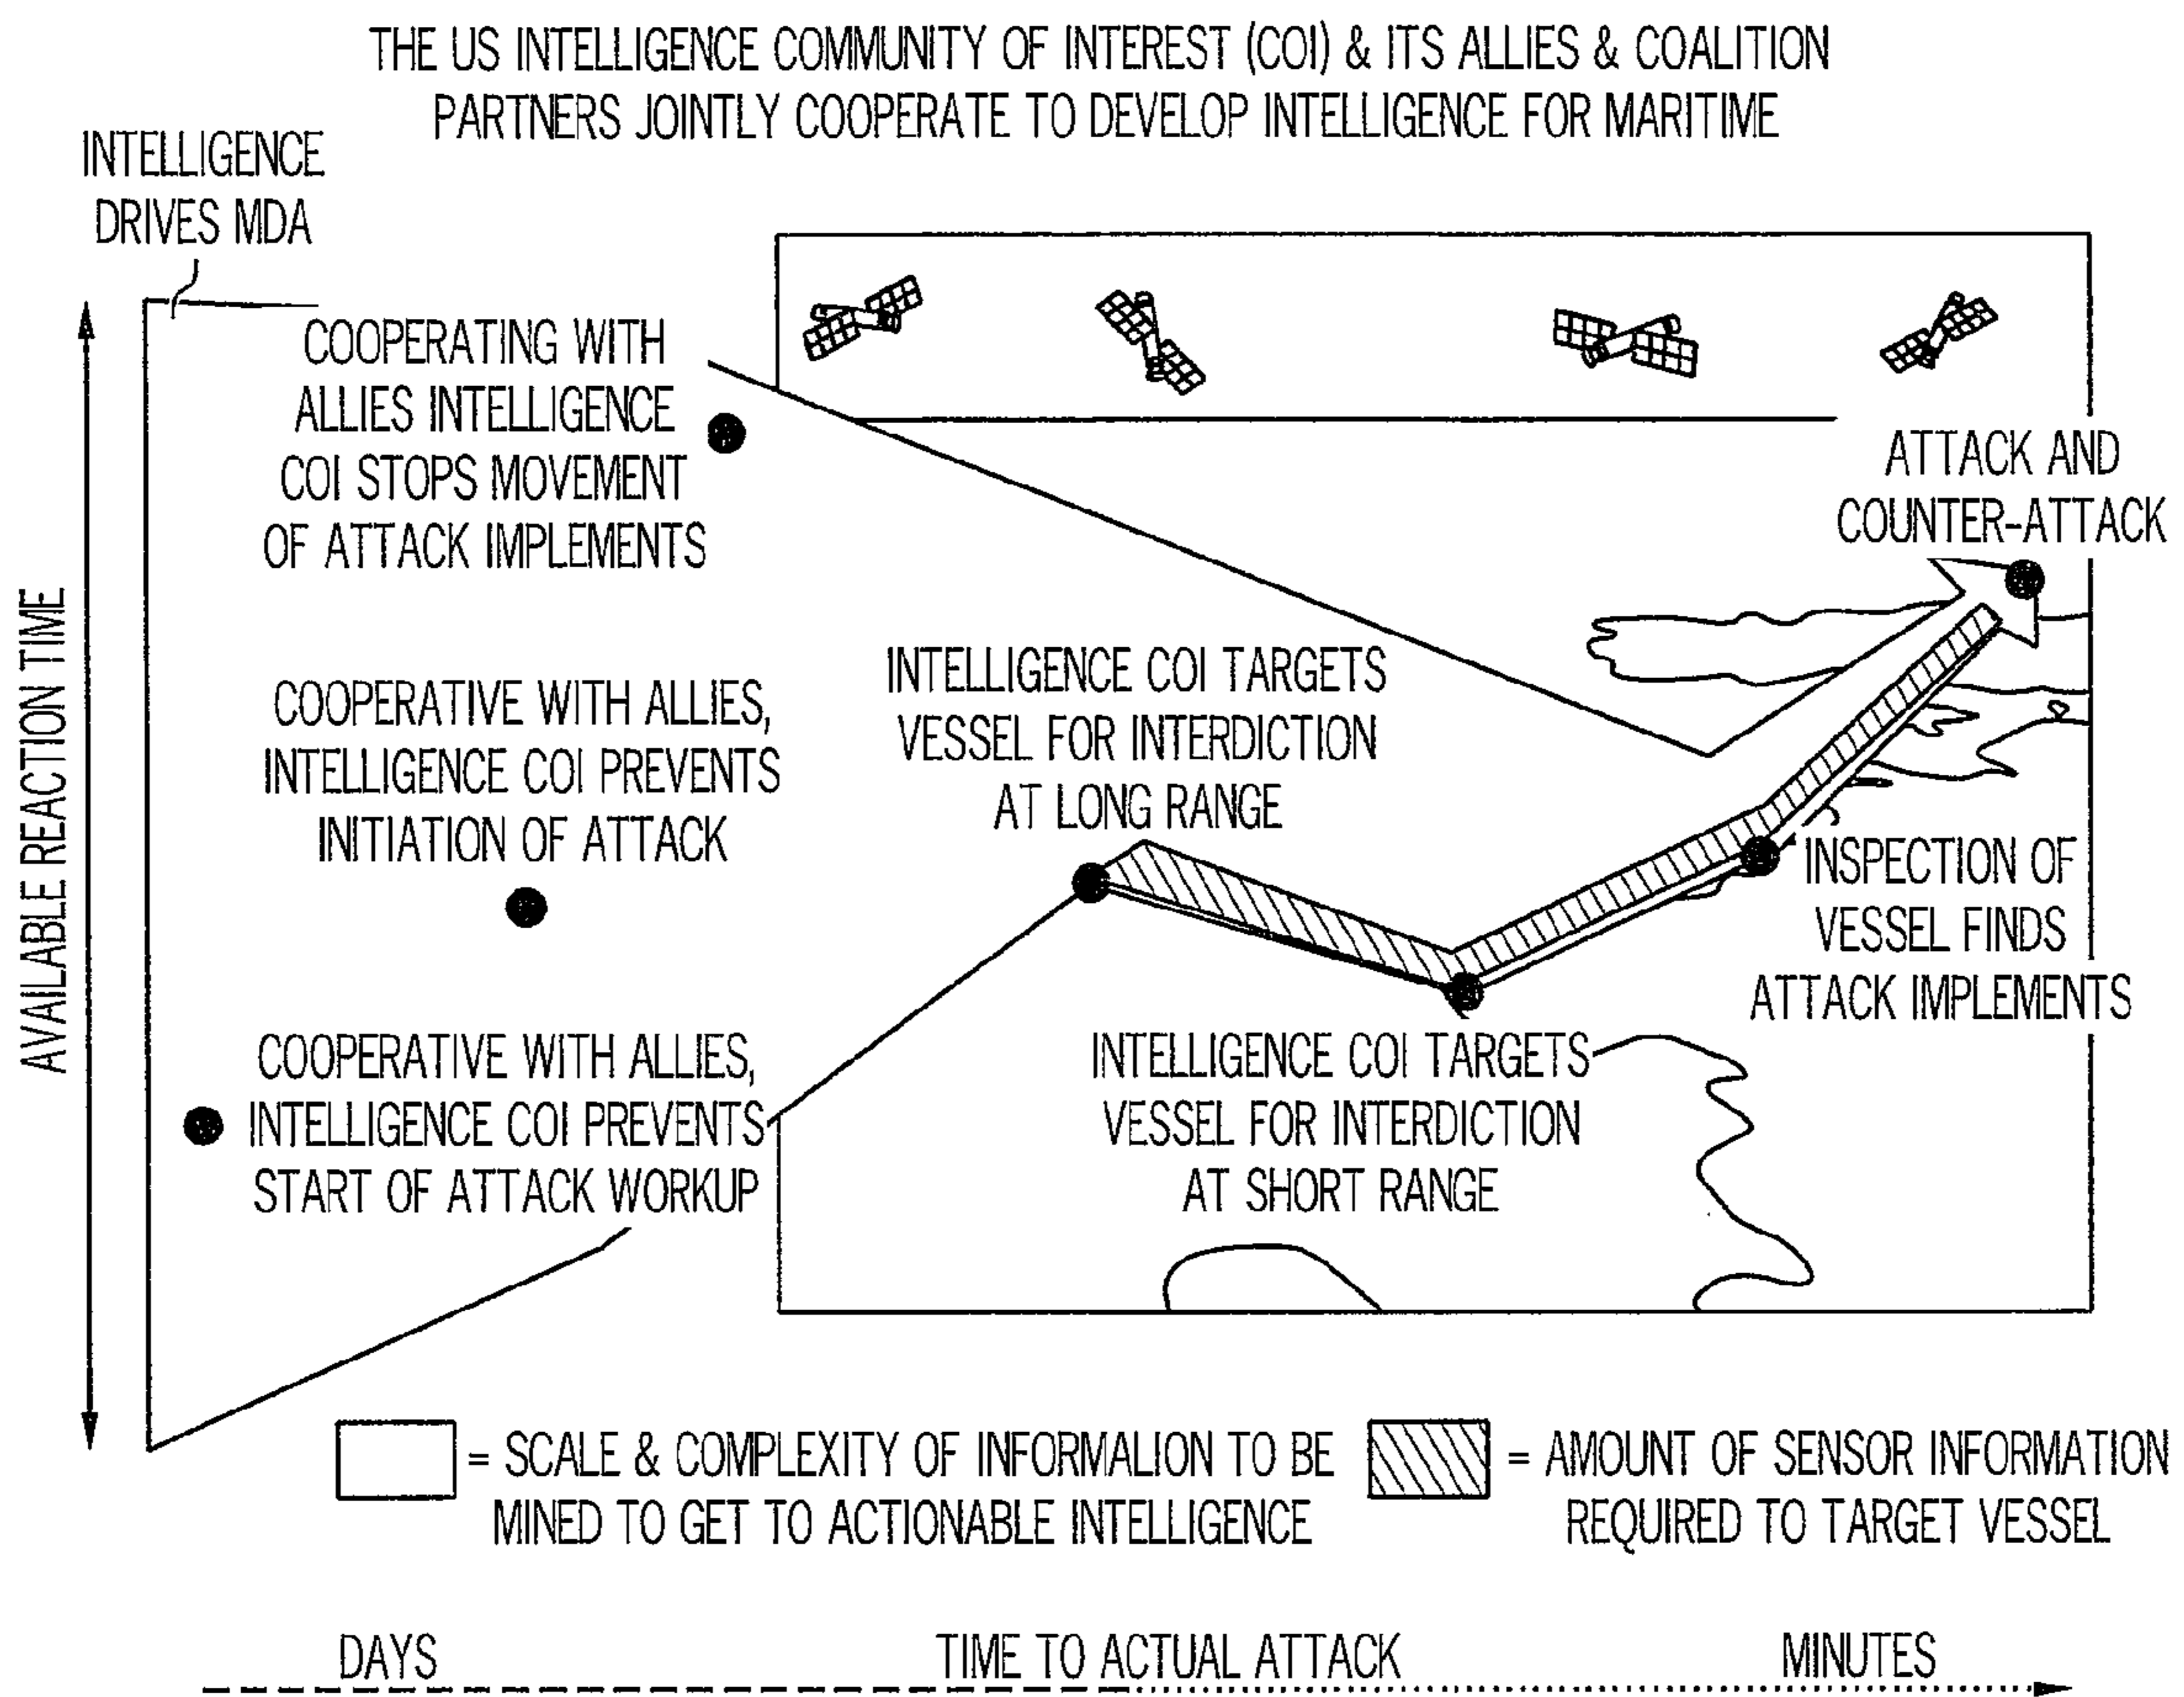 THE US INTELLIGENCE COMMUNITY OF INTEREST (COI) & ITS ALLIES & COALITION
PARTNERS JOINTLY COOPERATE TO DEVELOP INTELLIGENCE FOR MARITIME
INTELLIGENCE
DRIVES MDA
AVAILABLE REACTION TIME
COOPERATING WITH
ALLIES INTELLIGENCE
COI STOPS MOVEMENT
OF ATTACK IMPLEMENTS
ATTACK AND
COUNTER-ATTACK
COOPERATIVE WITH ALLIES,
INTELLIGENCE COI PREVENTS
INITIATION OF ATTACK
INTELLIGENCE COI TARGETS
VESSEL FOR INTERDICTION
AT LONG RANGE
INSPECTION OF
VESSEL FINDS
ATTACK IMPLEMENTS
COOPERATIVE WITH ALLIES,
INTELLIGENCE COI PREVENTS
START OF ATTACK WORKUP
INTELLIGENCE COI TARGETS
VESSEL FOR INTERDICTION
AT SHORT RANGE
= SCALE & COMPLEXITY OF INFORMALION TO BE
MINED TO GET TO ACTIONABLE INTELLIGENCE
= AMOUNT OF SENSOR INFORMATION
REQUIRED TO TARGET VESSEL
DAYS
TIME TO ACTUAL ATTACK
MINUTES